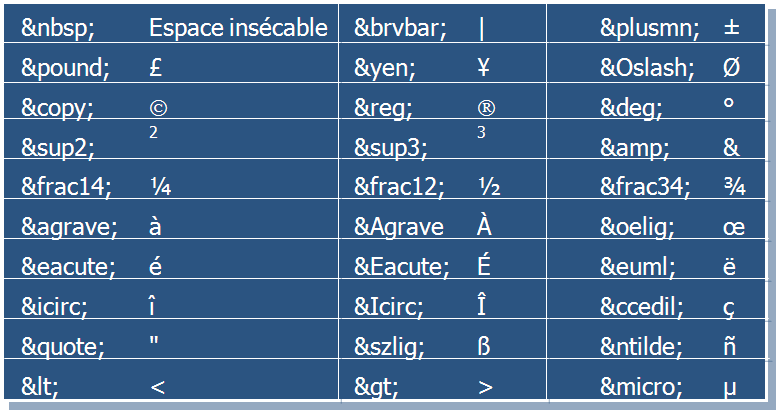 &nbsp; Espace insécable &brvbar; | &plusmn; ±
&pound; £ &yen; ¥ &Oslash; Ø
&copy; © &reg; ® &deg; °
&sup2; ² &sup3; ³ &amp; &
&frac14; ¼ &frac12; ½ &frac34; ¾
&agrave; à &Agrave À &oelig; œ
&eacute; é &Eacute; É &euml; ë
&icirc; î &Icirc; Î &ccedil; ç
&quote; " &szlig; ß &ntilde; ñ
&lt; < &gt; > &micro; µ